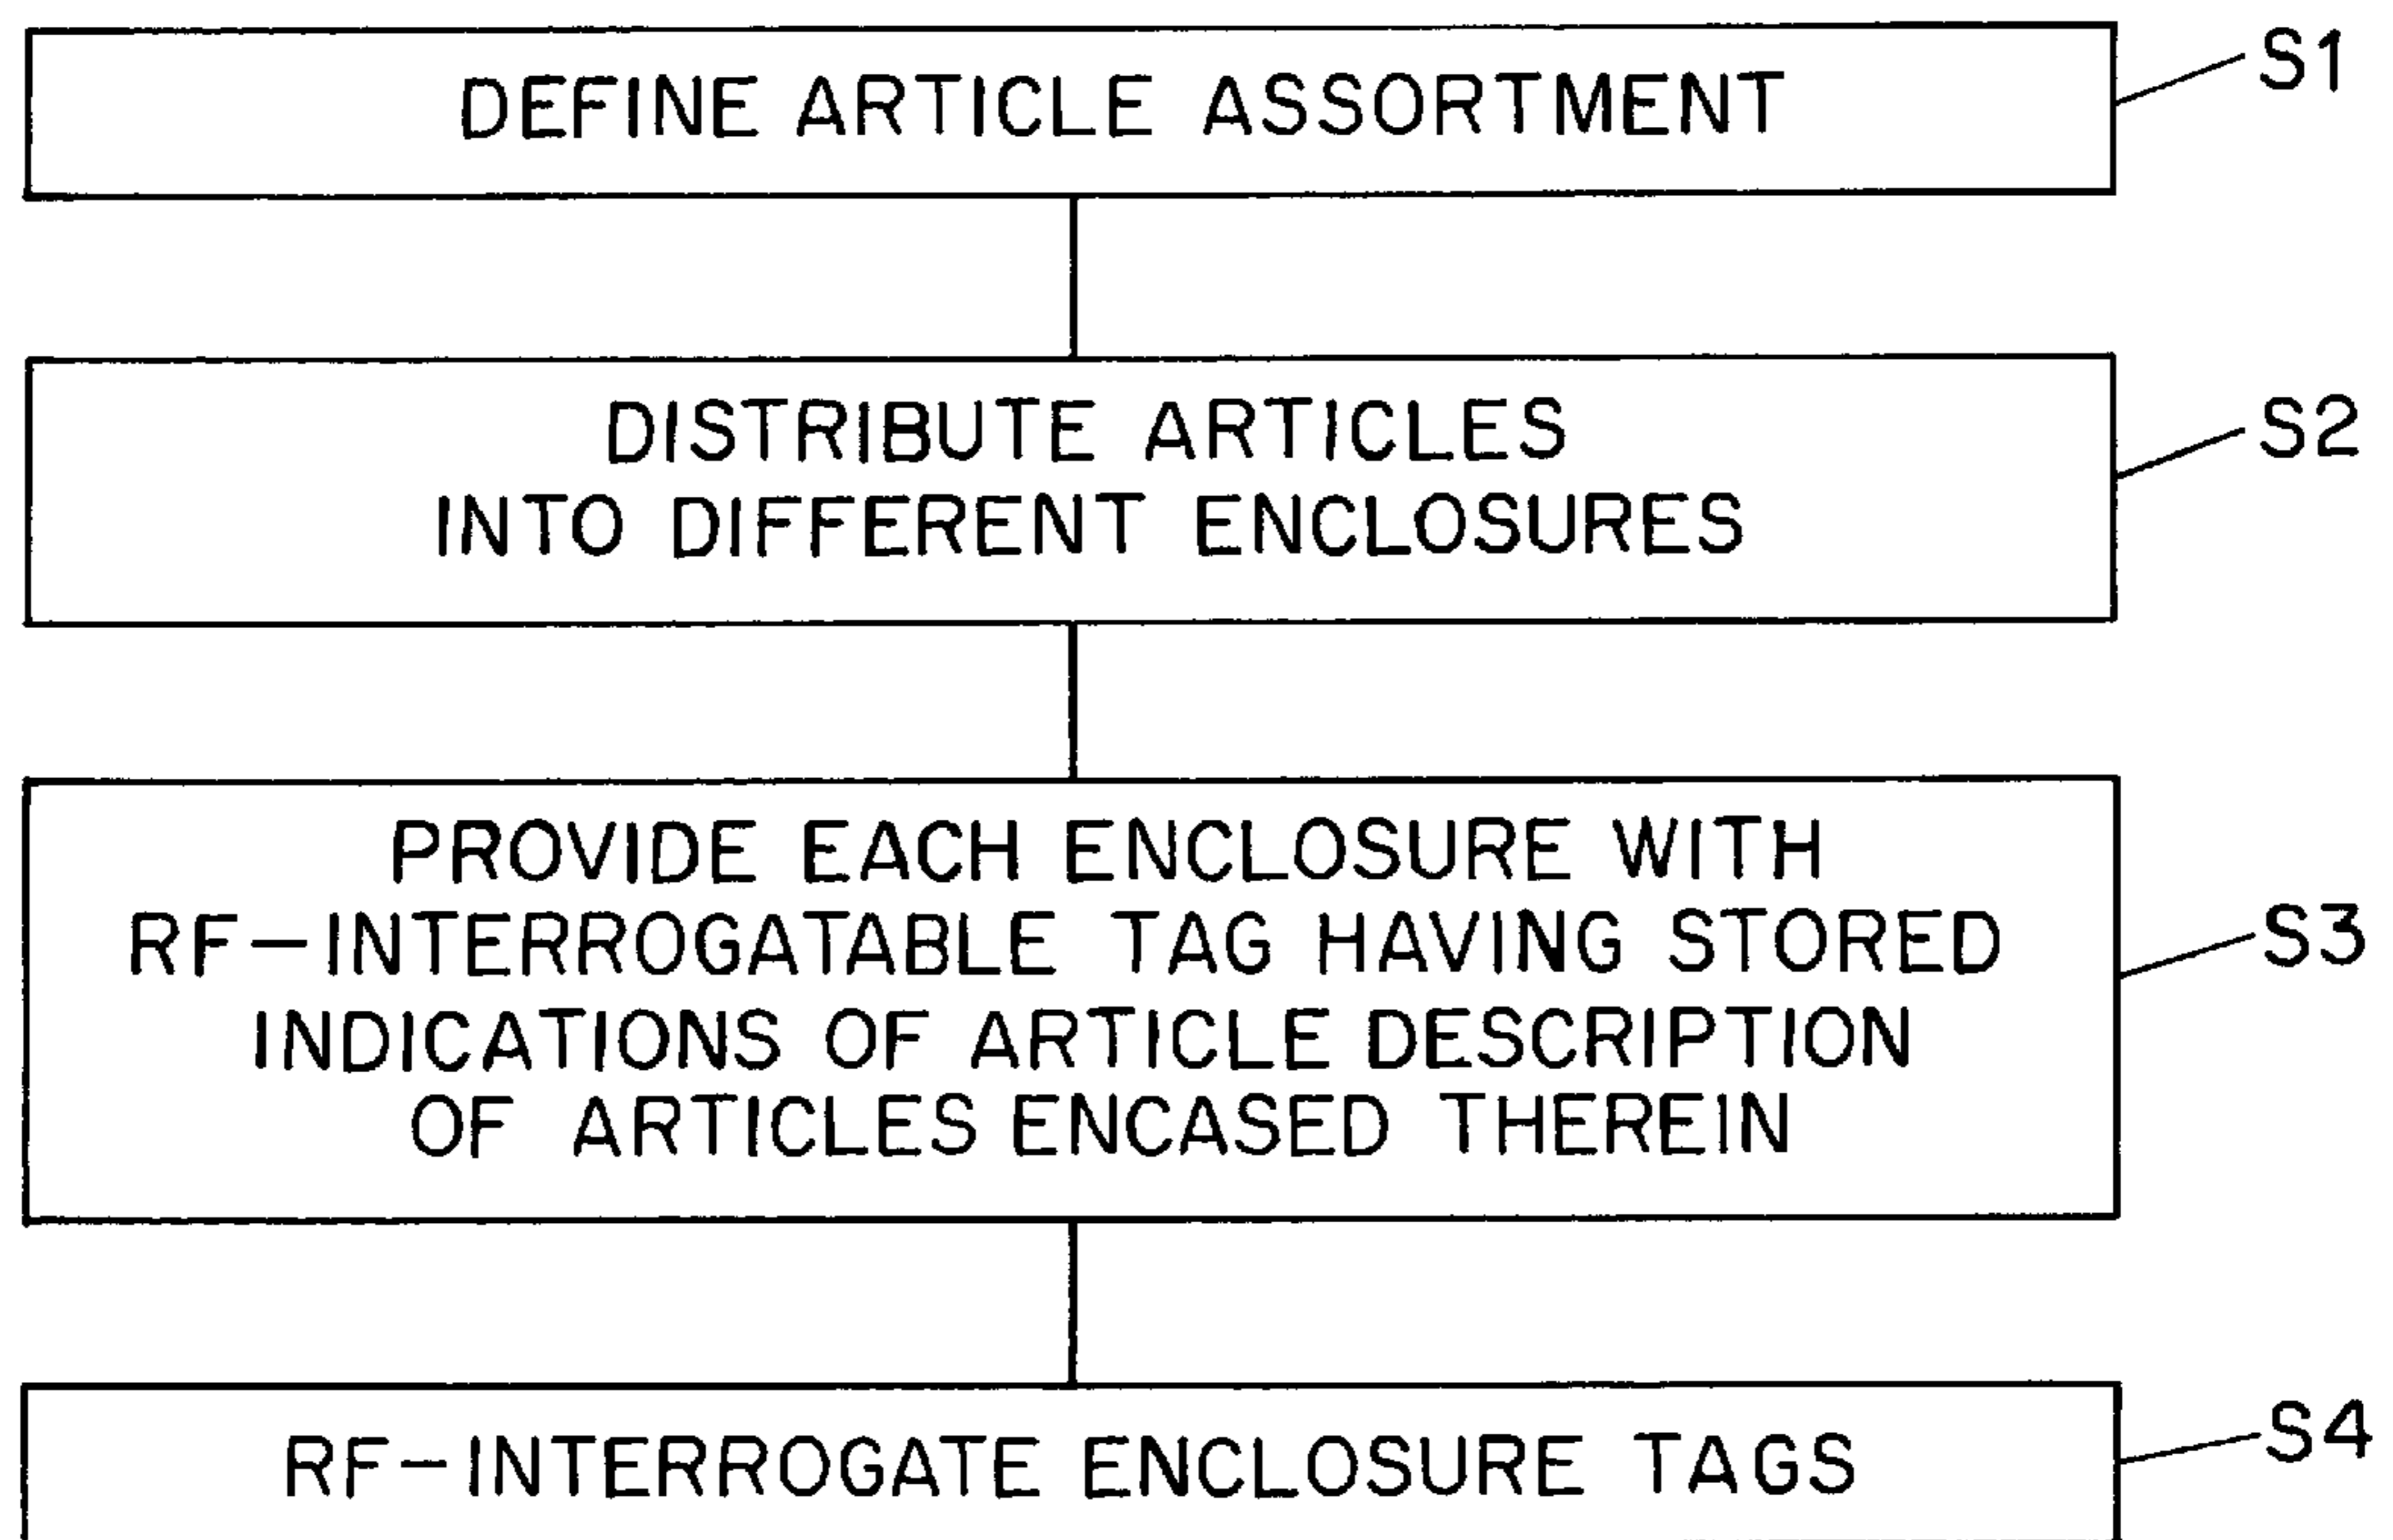 DEFINE ARTICLE ASSORTMENT
S1
DISTRIBUTE ARTICLES
INTO DIFFERENT ENCLOSURES
S2
PROVIDE EACH ENCLOSURE WITH
RF-INTERROGATABLE TAG HAVING STORED
INDICATIONS OF ARTICLE DESCRIPTION
OF ARTICLES ENCASED THEREIN
S3
RF-INTERROGATE ENCLOSURE TAGS
S4